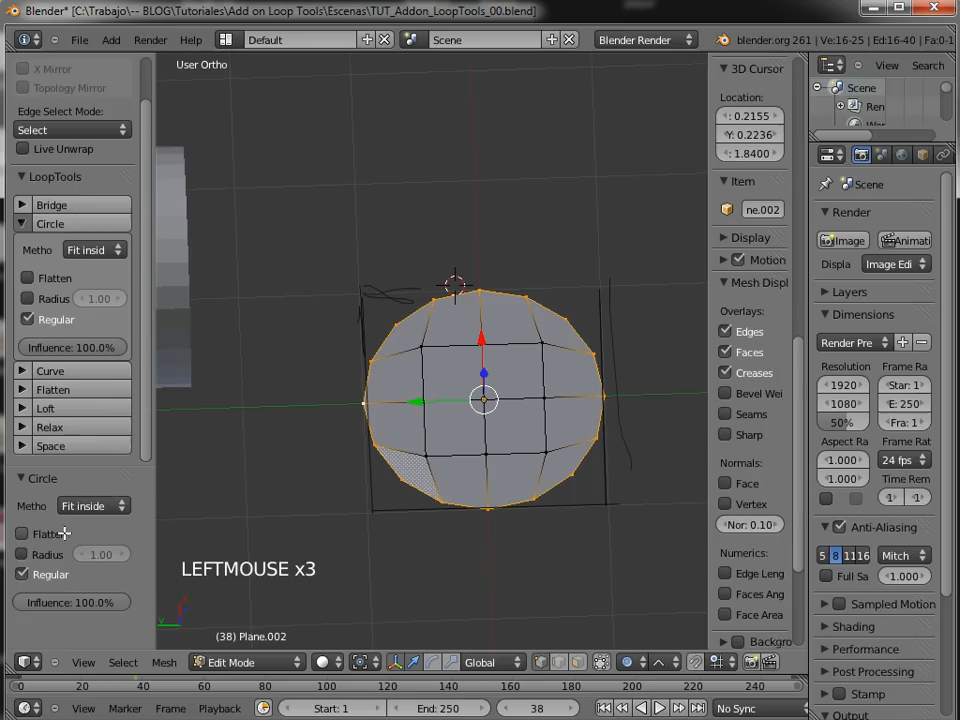 Blender* [C:\Trabajo\-- BLOG\Tutoriales\Add on Loop Tools\Escenas\TUT_Addon_LoopTools_00.blend]
File Add Render Help Default Scene Blender Render blender.org 261 | Ve:16-25 | Ed:16-40 | Fa:0-1
X Mirror
Topology Mirror
Edge Select Mode:
Select
Live Unwrap
LoopTools
Bridge
Circle
Metho Fit insid
Flatten
Radius 1.00
Regular
Influence: 100.0%
Curve
Flatten
Loft
Relax
Space
Circle
Metho Fit inside
Flatten
Radius 1.00
Regular
Influence: 100.0%
User Ortho
LEFTMOUSE x3
(38) Plane.002
3D Cursor
Location:
: 0.2155
Y: 0.2236
: 1.8400
Item
ne.002
Display
Motion
Mesh Displ
Overlays:
Edges
Faces
Creases
Bevel Wei
Seams
Sharp
Normals:
Face
Vertex
Nor: 0.10
Numerics:
Edge Leng
Faces Ang
Face Area
Backgro
View Search
Scene
Ren
Scene
Render
Image Animati
Displa Image Edi
Layers
Dimensions
Render Pre
Resolution Frame Ra
1920 Star: 1
1080 E: 250
50% Fra: 1
Aspect Ra Frame Rat
1.000 24 fps
1.000 Time Rem
1 1
Anti-Aliasing
5 8 11 16 Mitch
Full Sa 1.000
Sampled Motion
Shading
Performance
Post Processing
Stamp
Output
View Select Mesh Edit Mode Global
0 20 40 60 80 100 120 140 160 180 200 220 240
View Marker Frame Playback Start: 1 End: 250 38 No Sync